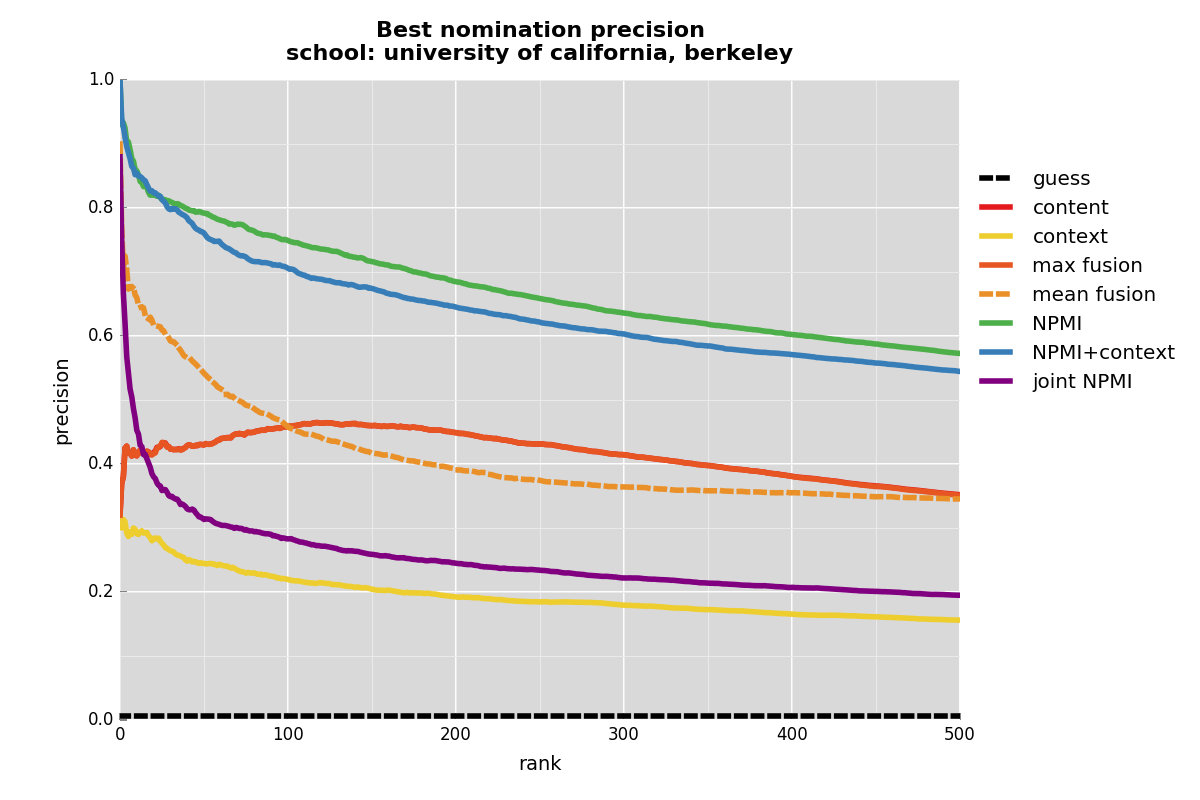 Best nomination precision
school: university of california, berkeley
precision
1.0
0.8
0.6
0.4
0.2
0.0
0 100 200 300 400 500
rank
guess
content
context
max fusion
mean fusion
NPMI
NPMI+context
joint NPMI